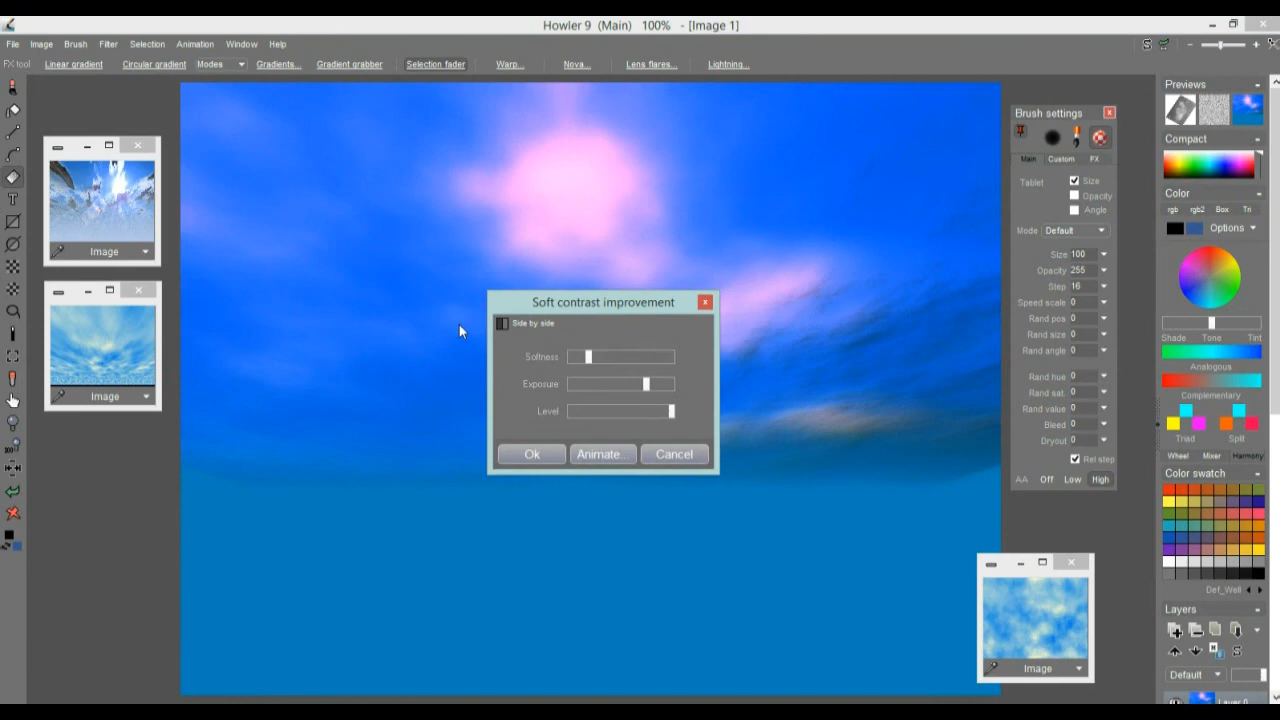 Howler 9 (Main) 100% - [Image 1]
File Image Brush Filter Selection Animation Window Help
FX tool Linear gradient Circular gradient Modes Gradients... Gradient grabber Selection fader Warp... Nova... Lens flares... Lightning...
Image
Image
Soft contrast improvement
Side by side
Softness
Exposure
Level
Ok Animate... Cancel
Brush settings
Main Custom FX
Tablet Size
Opacity
Angle
Mode Default
Size 100
Opacity 255
Step 16
Speed scale 0
Rand pos 0
Rand size 0
Rand angle 0
Rand hue 0
Rand sat. 0
Rand value 0
Bleed 0
Dryout 0
Rel step
AA Off Low High
Image
Previews
Compact
Color
rgb rgb2 Box Tri
Options
Shade Tone Tint
Analogous
Complementary
Triad Split
Wheel Mixer Harmony
Color swatch
Def_Well
Layers
Default
Layer 0